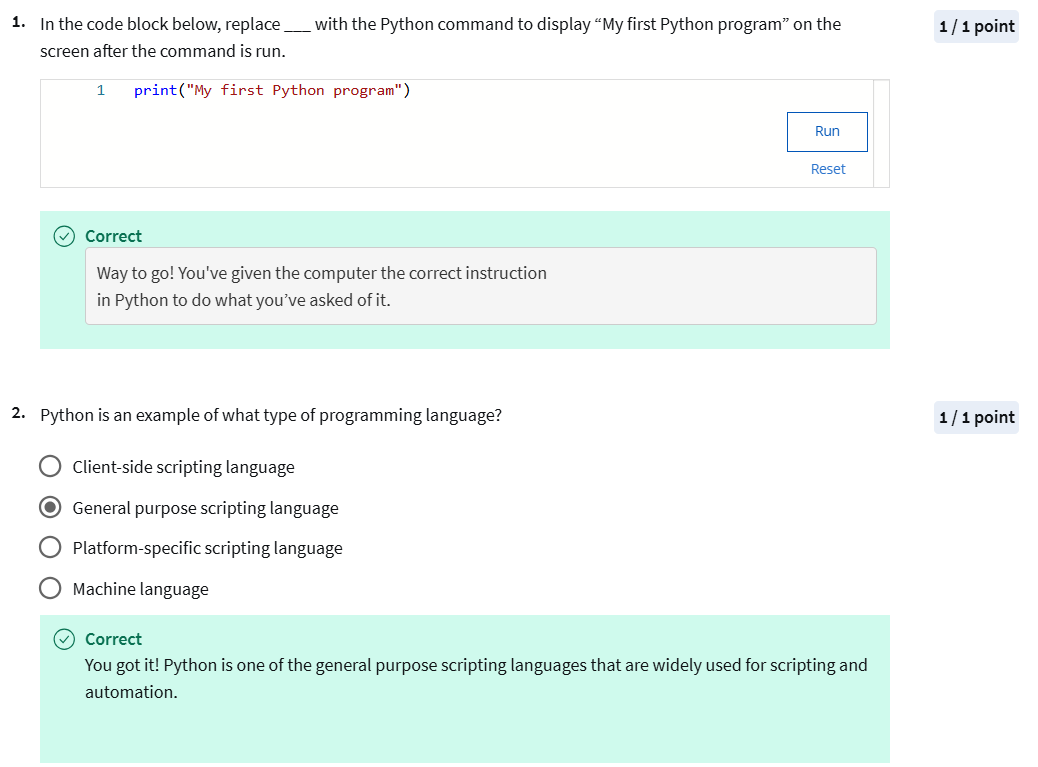 1. In the code block below, replace ___ with the Python command to display “My first Python program” on the
1 / 1 point
screen after the command is run.
1 print("My first Python program")
Run
Reset
Correct
Way to go! You've given the computer the correct instruction
in Python to do what you’ve asked of it.
2. Python is an example of what type of programming language?
1 / 1 point
Client-side scripting language
General purpose scripting language
Platform-specific scripting language
Machine language
Correct
You got it! Python is one of the general purpose scripting languages that are widely used for scripting and
automation.